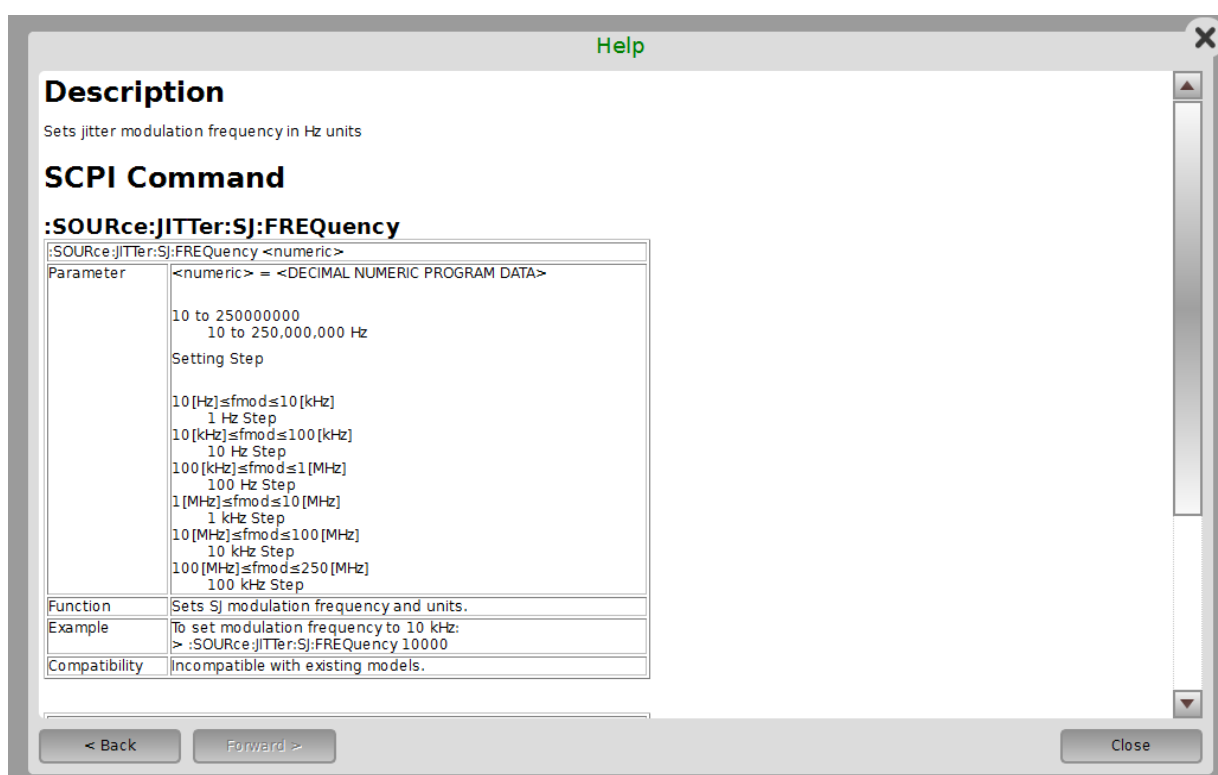 Help
Description
Sets jitter modulation frequency in Hz units
SCPI Command
:SOURce:JITTer:SJ:FREQuency
:SOURce:JITTer:SJ:FREQuency <numeric>
Parameter <numeric> = <DECIMAL NUMERIC PROGRAM DATA>
10 to 250000000
10 to 250,000,000 Hz
Setting Step
10[Hz]≤fmod≤10[kHz]
1 Hz Step
10[kHz]≤fmod≤100[kHz]
10 Hz Step
100[kHz]≤fmod≤1[MHz]
100 Hz Step
1[MHz]≤fmod≤10[MHz]
1 kHz Step
10[MHz]≤fmod≤100[MHz]
10 kHz Step
100[MHz]≤fmod≤250[MHz]
100 kHz Step
Function Sets SJ modulation frequency and units.
Example To set modulation frequency to 10 kHz:
> :SOURce:JITTer:SJ:FREQuency 10000
Compatibility Incompatible with existing models.
< Back Forward > Close